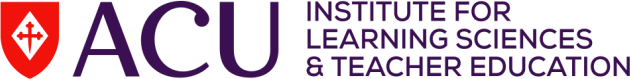 ACU
INSTITUTE FOR
LEARNING SCIENCES
& TEACHER EDUCATION